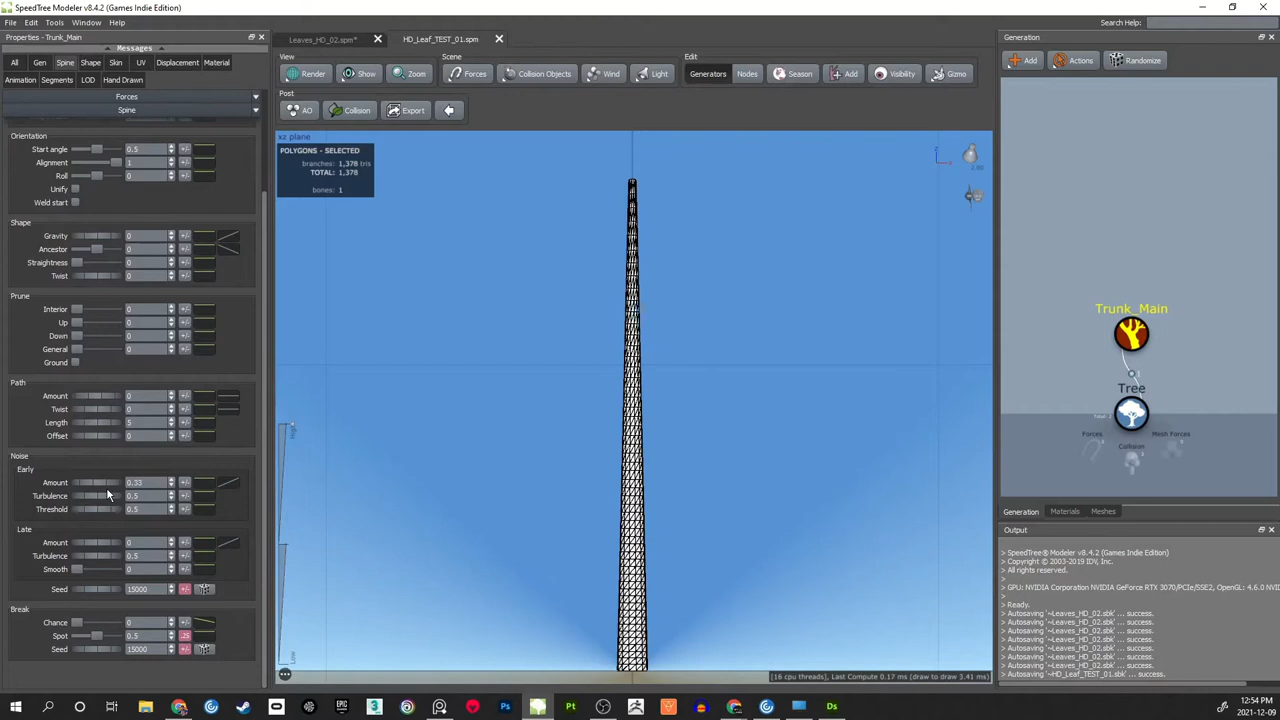 SpeedTree Modeler v8.4.2 (Games Indie Edition)
File Edit Tools Window Help
Search Help:
Properties - Trunk_Main
Messages
All Gen Spine Shape Skin UV Displacement Material
Animation Segments LOD Hand Drawn
Forces
Spine
Orientation
Start angle 0.5 +/-
Alignment 1 +/-
Roll 0 +/-
Unify
Weld start
Shape
Gravity 0 +/-
Ancestor 0 +/-
Straightness 0 +/-
Twist 0 +/-
Prune
Interior 0 +/-
Up 0 +/-
Down 0 +/-
General 0 +/-
Ground
Path
Amount 0 +/-
Twist 0 +/-
Length 5 +/-
Offset 0 +/-
Noise
Early
Amount 0.33 +/-
Turbulence 0.5 +/-
Threshold 0.5 +/-
Late
Amount 0 +/-
Turbulence 0.5 +/-
Smooth 0 +/-
Seed 15000 +/-
Break
Chance 0 +/-
Spot 0.5 .25
Seed 15000 +/-
Leaves_HD_02.spm* HD_Leaf_TEST_01.spm
View
Render Show Zoom
Scene
Forces Collision Objects Wind Light
Edit
Generators Nodes Season Add Visibility Gizmo
Post
AO Collision Export
xz plane
POLYGONS - SELECTED
branches: 1,378 tris
TOTAL: 1,378
bones: 1
z
x
2.00
High
Low
[16 cpu threads], Last Compute 0.17 ms (draw to draw 3.41 ms)
Generation
Add Actions Randomize
Trunk_Main
1
Tree
Forces
Collision
Mesh Forces
Generation Materials Meshes
Output
> SpeedTree® Modeler v8.4.2 (Games Indie Edition)
> Copyright © 2003-2019 IDV, Inc.
> All rights reserved.
>
> GPU: NVIDIA Corporation NVIDIA GeForce RTX 3070/PCIe/SSE2, OpenGL: 4.6.0 NVI
>
> Ready.
> Autosaving '~Leaves_HD_02.sbk' ... success.
> Autosaving '~Leaves_HD_02.sbk' ... success.
> Autosaving '~Leaves_HD_02.sbk' ... success.
> Autosaving '~Leaves_HD_02.sbk' ... success.
> Autosaving '~Leaves_HD_02.sbk' ... success.
> Autosaving '~Leaves_HD_02.sbk' ... success.
> Autosaving '~HD_Leaf_TEST_01.sbk' ... success.
EPIC
3
Ps
Pt
Ds
12:54 PM
2021-12-09